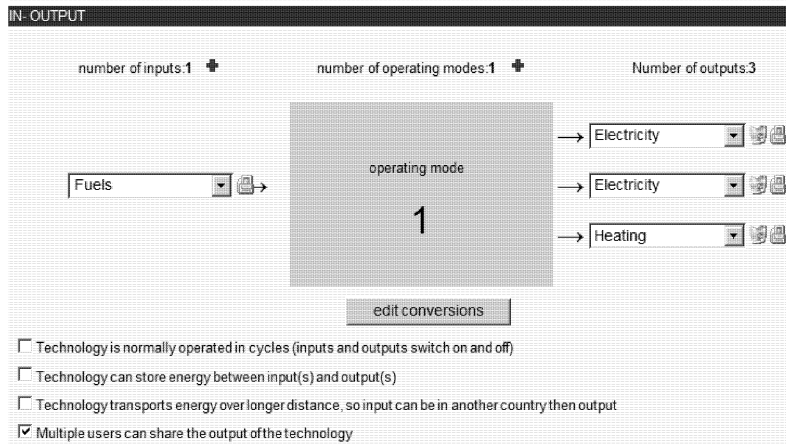 IN- OUTPUT
number of inputs:1
number of operating modes:1
Number of outputs:3
Electricity
operating mode
Fuels
Electricity
1
Heating
edit conversions
Technology is normally operated in cycles (inputs and outputs switch on and off)
Technology can store energy between input(s) and output(s)
Technology transports energy over longer distance, so input can be in another country then output
Multiple users can share the output of the technology